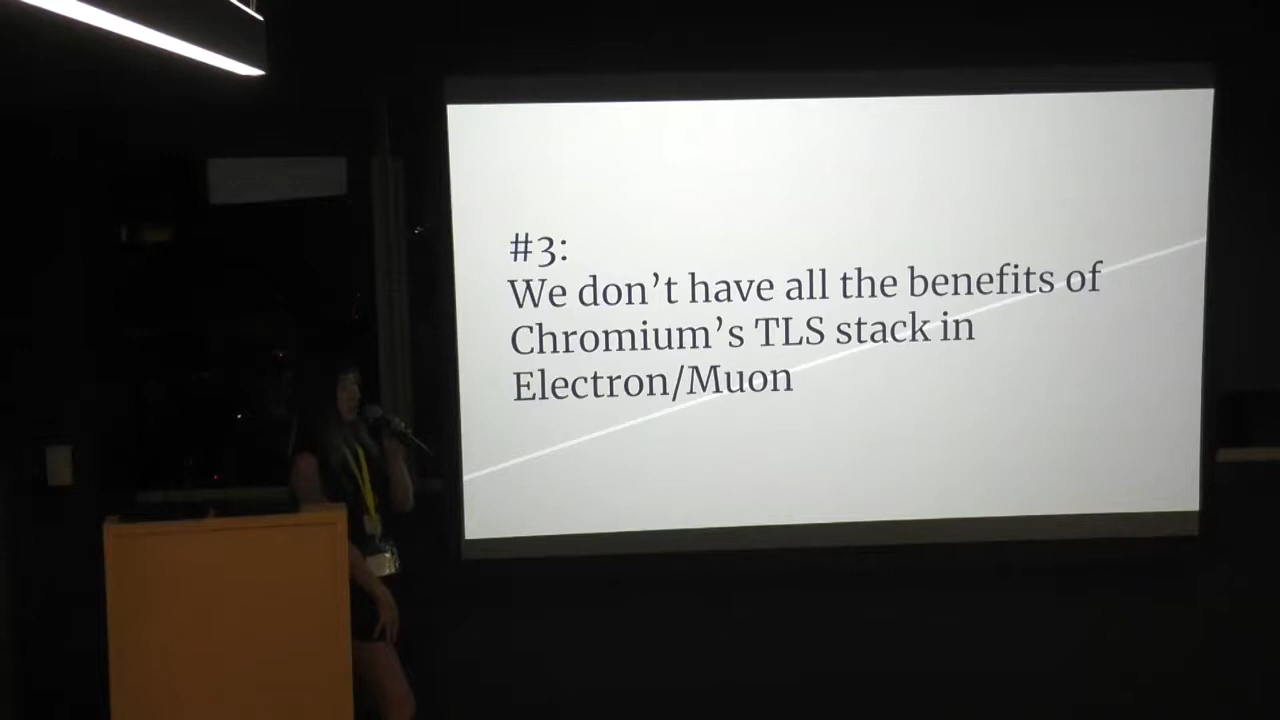 #3:
We don’t have all the benefits of
Chromium’s TLS stack in
Electron/Muon